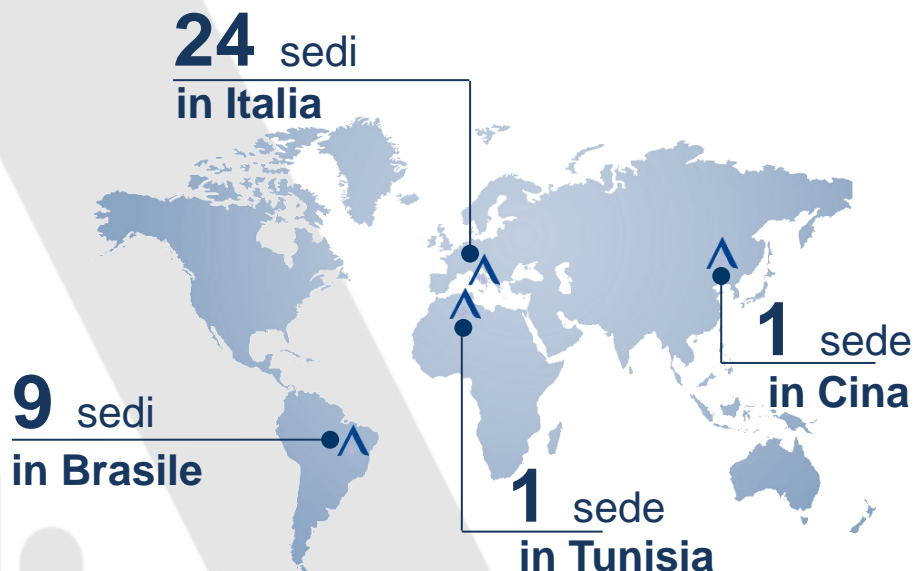 24 sedi
in Italia
1 sede
in Cina
9 sedi
in Brasile
1 sede
in Tunisia